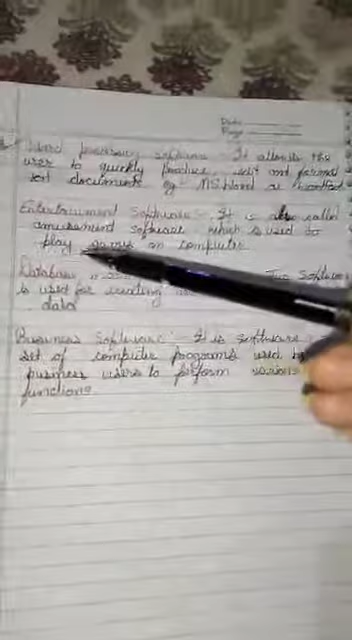 Date
Page
Word processing software It allows the
user to quickly produce edit and format
text document eg MS Word
Entertainment Software :- It is also called
amusement software which is used to
play games on computer
Database Software
is used for creating
data
Business Software : It is software
set of computer programs used by
business users to perform various
functions